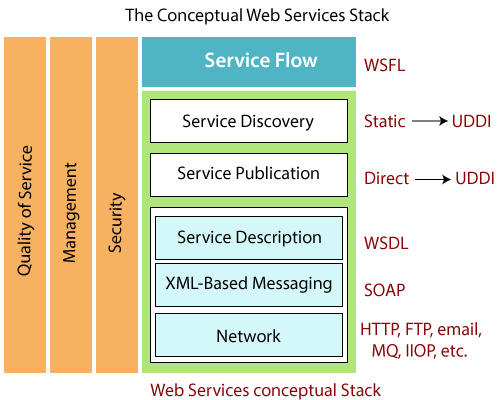 The Conceptual Web Services Stack
Quality of Service
Management
Security
Service Flow
WSFL
Service Discovery
Static → UDDI
Service Publication
Direct → UDDI
Service Description
WSDL
XML-Based Messaging
SOAP
Network
HTTP, FTP, email,
MQ, IIOP, etc.
Web Services conceptual Stack